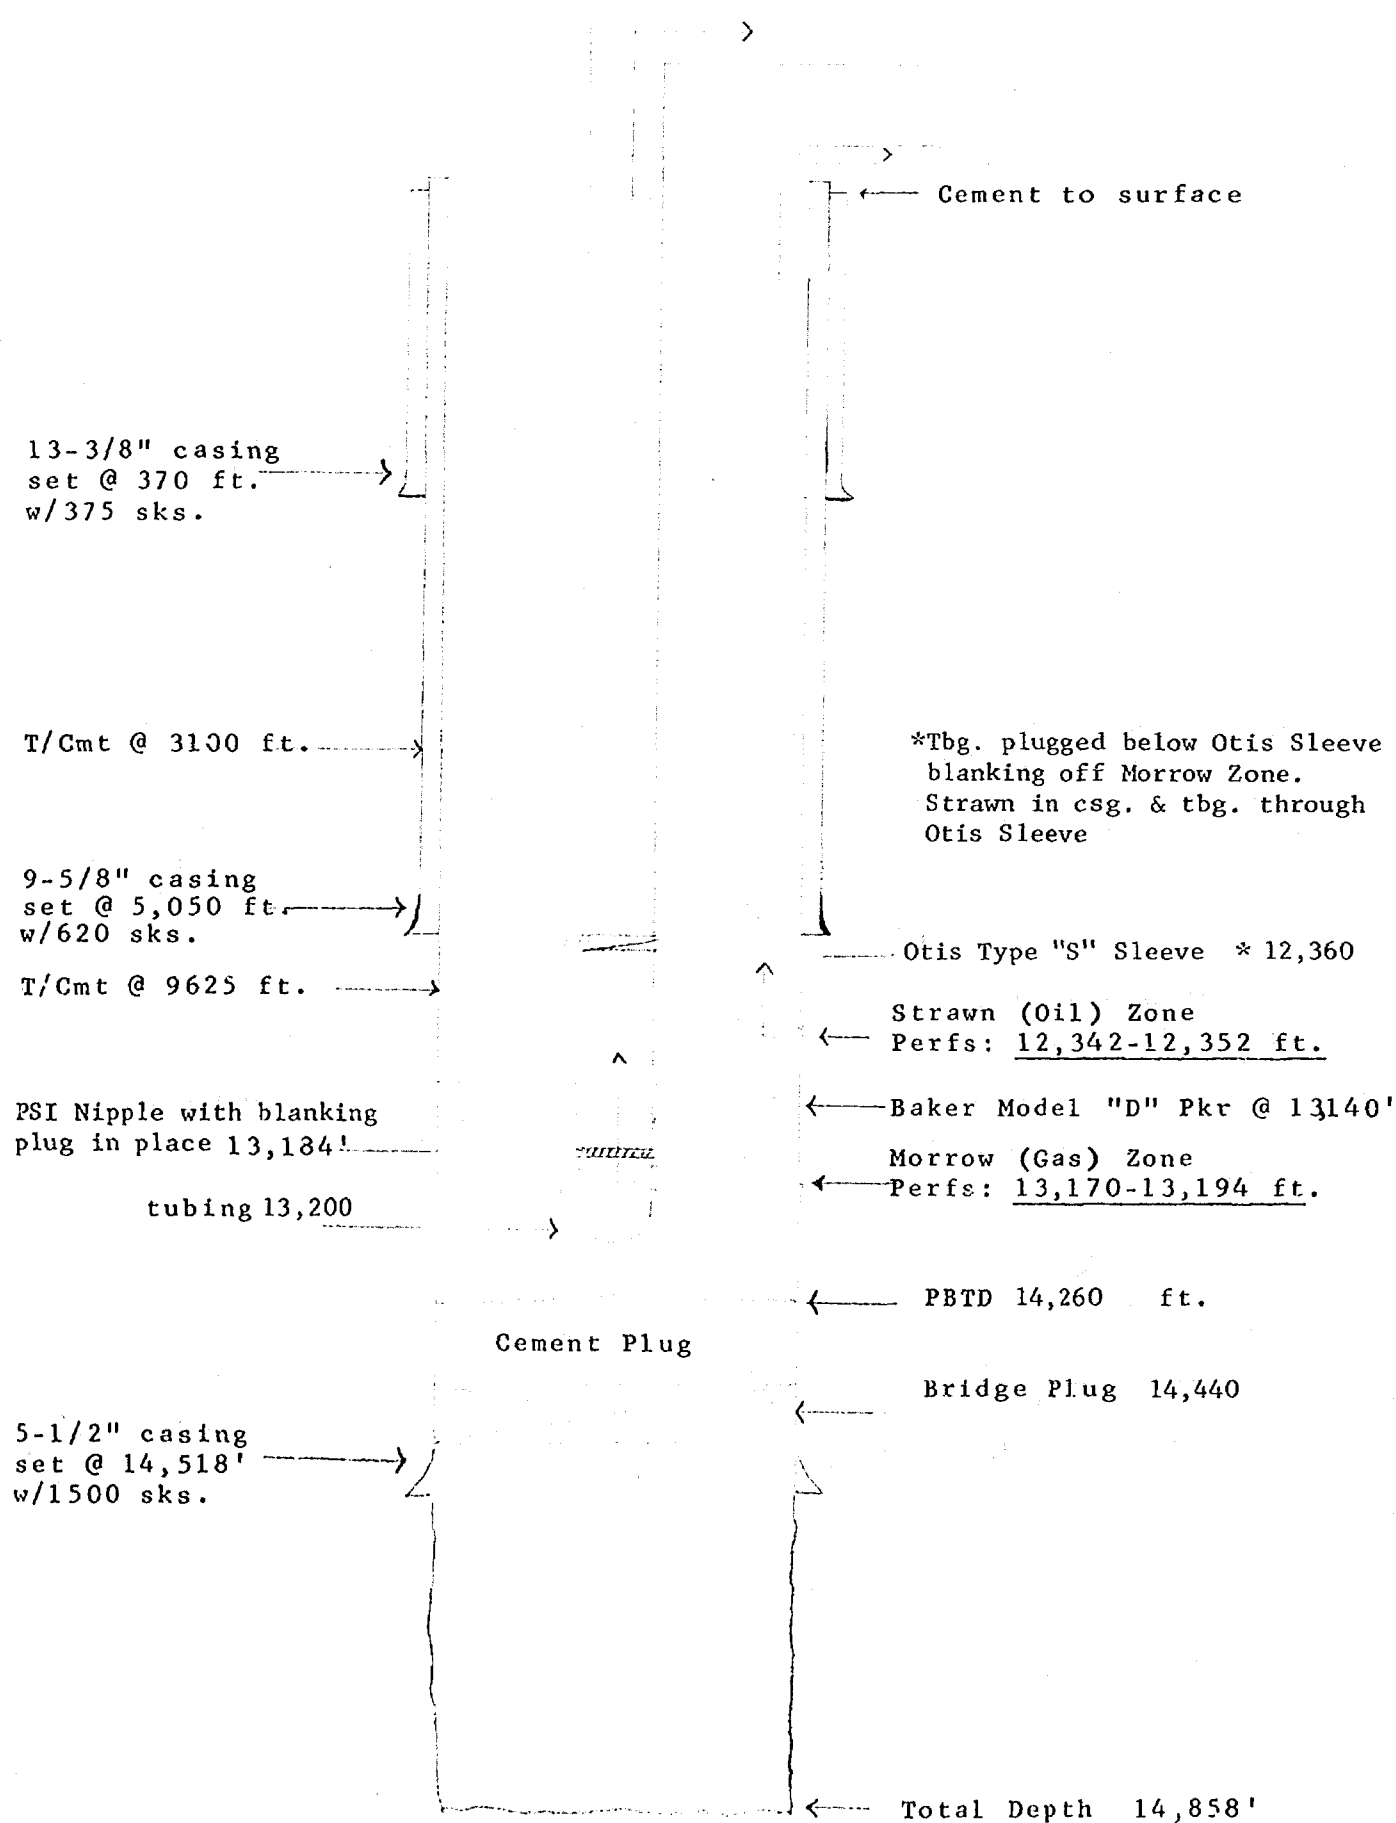 Cement to surface
13-3/8" casing
set @ 370 ft.
w/375 sks.
T/Cmt @ 3100 ft.
*Tbg. plugged below Otis Sleeve
blanking off Morrow Zone.
Strawn in csg. & tbg. through
Otis Sleeve
9-5/8" casing
set @ 5,050 ft.
w/620 sks.
Otis Type "S" Sleeve * 12,360
T/Cmt @ 9625 ft.
Strawn (Oil) Zone
Perfs: 12,342-12,352 ft.
PSI Nipple with blanking
plug in place 13,184'
Baker Model "D" Pkr @ 13,140'
Morrow (Gas) Zone
Perfs: 13,170-13,194 ft.
tubing 13,200
PBTD 14,260 ft.
Cement Plug
Bridge Plug 14,440
5-1/2" casing
set @ 14,518'
w/1500 sks.
Total Depth 14,858'